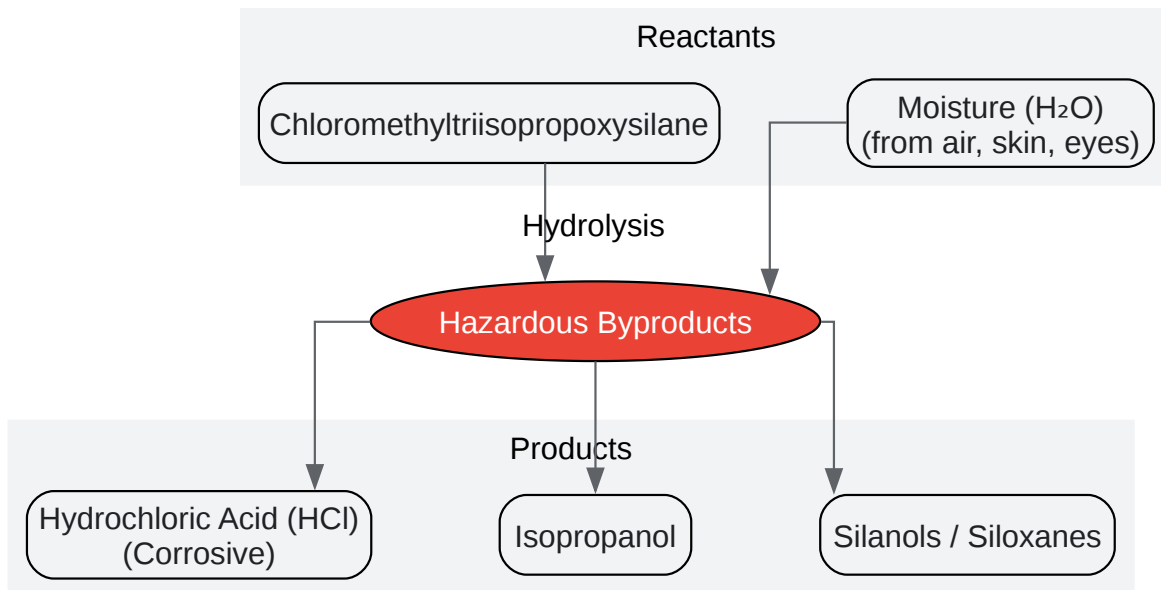 Reactants
Chloromethyltriisopropoxysilane
Moisture (H₂O)
(from air, skin, eyes)
Hydrolysis
Hazardous Byproducts
Products
Hydrochloric Acid (HCl)
(Corrosive)
Isopropanol
Silanols / Siloxanes